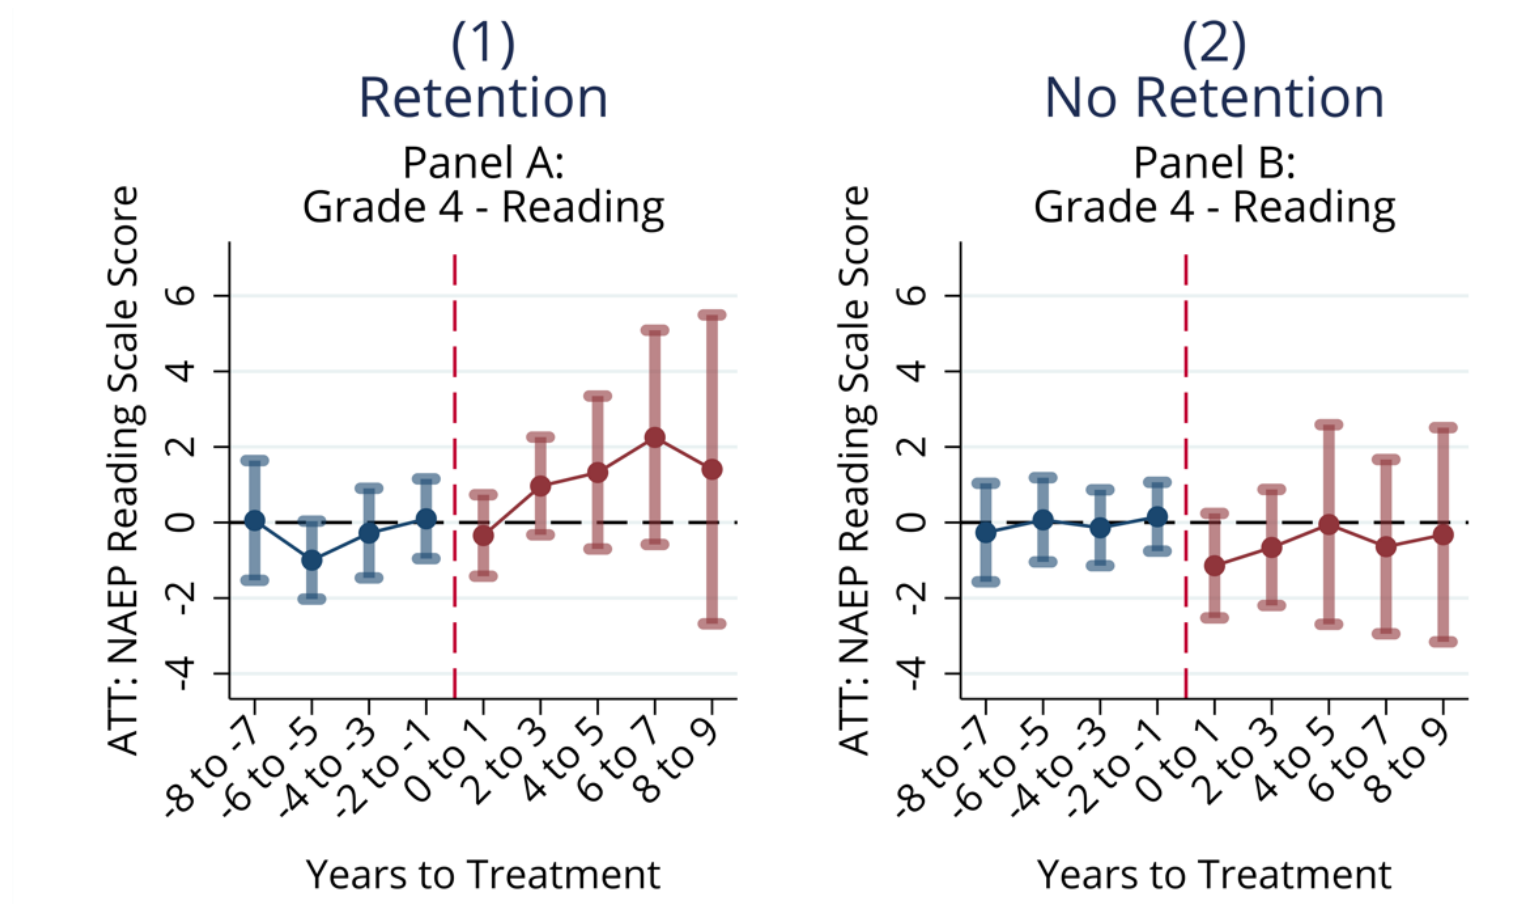 (1)
Retention
Panel A:
Grade 4 - Reading
ATT: NAEP Reading Scale Score
6
4
2
0
-2
-4
-8 to -7
-6 to -5
-4 to -3
-2 to -1
0 to 1
2 to 3
4 to 5
6 to 7
8 to 9
Years to Treatment
(2)
No Retention
Panel B:
Grade 4 - Reading
ATT: NAEP Reading Scale Score
6
4
2
0
-2
-4
-8 to -7
-6 to -5
-4 to -3
-2 to -1
0 to 1
2 to 3
4 to 5
6 to 7
8 to 9
Years to Treatment